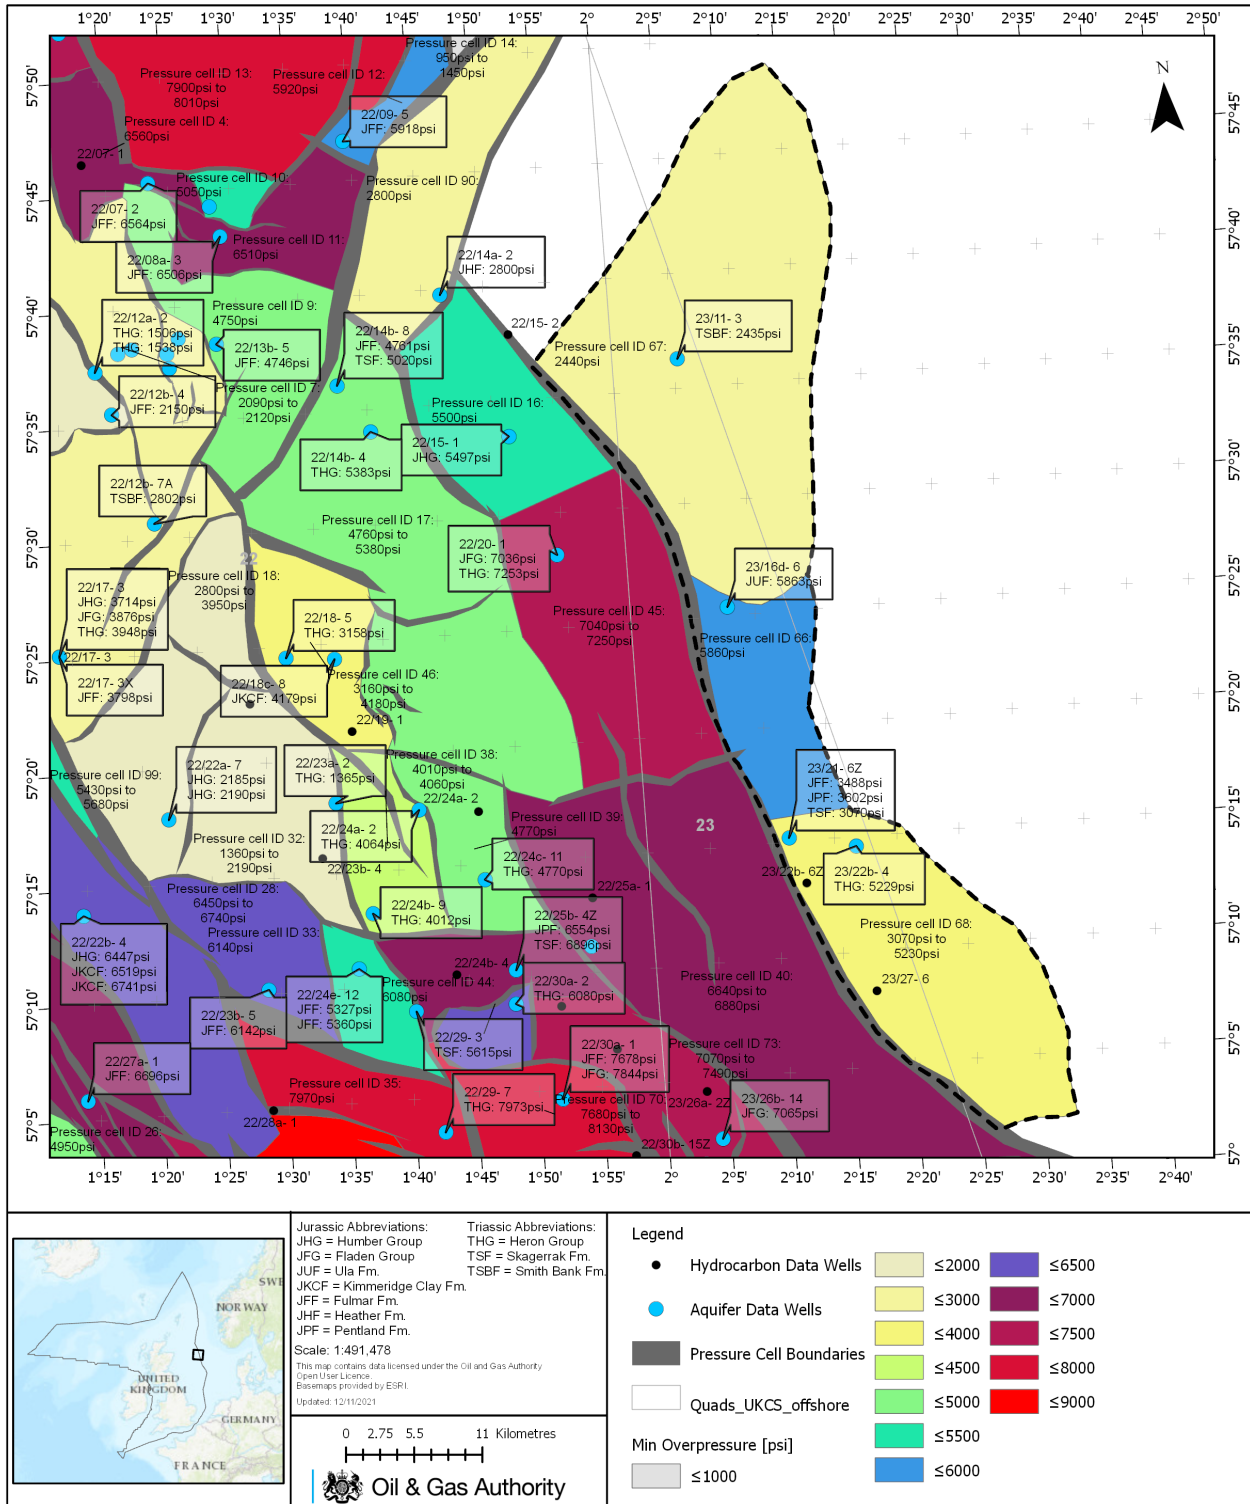 1°20' 1°25' 1°30' 1°35' 1°40' 1°45' 1°50' 1°55' 2° 2°5' 2°10' 2°15' 2°20' 2°25' 2°30' 2°35' 2°40' 2°45' 2°50'
57°50'
57°45'
57°40'
57°35'
57°30'
57°25'
57°20'
57°15'
57°10'
57°5'
57°45'
57°40'
57°35'
57°30'
57°25'
57°20'
57°15'
57°10'
57°5'
57°
N
Pressure cell ID 14:
950psi to
1450psi
Pressure cell ID 13:
7900psi to
8010psi
Pressure cell ID 12:
5920psi
22/09- 5
JFF: 5918psi
Pressure cell ID 4:
6560psi
22/07- 1
Pressure cell ID 10:
5050psi
Pressure cell ID 90:
2800psi
22/07- 2
JFF: 6564psi
Pressure cell ID 11:
6510psi
22/08a- 3
JFF: 6506psi
22/14a- 2
JHF: 2800psi
22/12a- 2
THG: 1506psi
THG: 1538psi
Pressure cell ID 9:
4750psi
22/13b- 5
JFF: 4746psi
22/14b- 8
JFF: 4761psi
TSF: 5020psi
22/15- 2
23/11- 3
TSBF: 2435psi
Pressure cell ID 67:
2440psi
22/12b- 4
JFF: 2150psi
Pressure cell ID 7:
2090psi to
2120psi
Pressure cell ID 16:
5500psi
22/14b- 4
THG: 5383psi
22/15- 1
JHG: 5497psi
22/12b- 7A
TSBF: 2802psi
Pressure cell ID 17:
4760psi to
5380psi
22/20- 1
JFG: 7036psi
THG: 7253psi
22
Pressure cell ID 18:
2800psi to
3950psi
23/16d- 6
JUF: 5863psi
22/17- 3
JHG: 3714psi
JFG: 3876psi
THG: 3948psi
22/18- 5
THG: 3158psi
Pressure cell ID 45:
7040psi to
7250psi
Pressure cell ID 66:
5860psi
22/17- 3
22/17- 3X
JFF: 3798psi
22/18c- 8
JKCF: 4179psi
Pressure cell ID 46:
3160psi to
4180psi
22/19- 1
Pressure cell ID 99:
5430psi to
5680psi
22/22a- 7
JHG: 2185psi
JHG: 2190psi
22/23a- 2
THG: 1365psi
Pressure cell ID 38:
4010psi to
4060psi
22/24a- 2
23/21- 6Z
JFF: 3488psi
JPF: 3602psi
TSF: 3070psi
Pressure cell ID 32:
1360psi to
2190psi
22/24a- 2
THG: 4064psi
22/23b- 4
Pressure cell ID 39:
4770psi
23
22/24c- 11
THG: 4770psi
23/22b- 6Z
23/22b- 4
THG: 5229psi
Pressure cell ID 28:
6450psi to
6740psi
22/24b- 9
THG: 4012psi
22/25a- 1
22/22b- 4
JHG: 6447psi
JKCF: 6519psi
JKCF: 6741psi
Pressure cell ID 33:
6140psi
22/25b- 4Z
JPF: 6554psi
TSF: 6896psi
Pressure cell ID 68:
3070psi to
5230psi
22/24b- 4
22/23b- 5
JFF: 6142psi
22/24e- 12
JFF: 5327psi
JFF: 5360psi
Pressure cell ID 44:
6080psi
22/30a- 2
THG: 6080psi
Pressure cell ID 40:
6640psi to
6880psi
23/27- 6
22/27a- 1
JFF: 6696psi
22/29- 3
TSF: 5615psi
22/30a- 1
JFF: 7678psi
JFG: 7844psi
Pressure cell ID 73:
7070psi to
7490psi
Pressure cell ID 35:
7970psi
22/28a- 1
22/29- 7
THG: 7973psi
Pressure cell ID 70:
7680psi to
8130psi
23/26a- 2Z
23/26b- 14
JFG: 7065psi
Pressure cell ID 26:
4950psi
22/30b- 15Z
1°15' 1°20' 1°30' 1°35' 1°40' 1°45' 1°50' 1°55' 2° 2°5' 2°10' 2°15' 2°20' 2°25' 2°30' 2°35' 2°40'
NORWAY
SWE
UNITED
KINGDOM
GERMANY
FRANCE
Jurassic Abbreviations:
JHG = Humber Group
JFG = Fladen Group
JUF = Ula Fm.
JKCF = Kimmeridge Clay Fm.
JFF = Fulmar Fm.
JHF = Heather Fm.
JPF = Pentland Fm.
Triassic Abbreviations:
THG = Heron Group
TSF = Skagerrak Fm.
TSBF = Smith Bank Fm.
Scale: 1:491,478
This map contains data licensed under the Oil and Gas Authority
Open User Licence.
Basemaps provided by ESRI.
Updated: 12/11/2021
0 2.75 5.5 11 Kilometres
Oil & Gas Authority
Legend
Hydrocarbon Data Wells
Aquifer Data Wells
Pressure Cell Boundaries
Quads_UKCS_offshore
Min Overpressure [psi]
≤1000
≤2000
≤3000
≤4000
≤4500
≤5000
≤5500
≤6000
≤6500
≤7000
≤7500
≤8000
≤9000